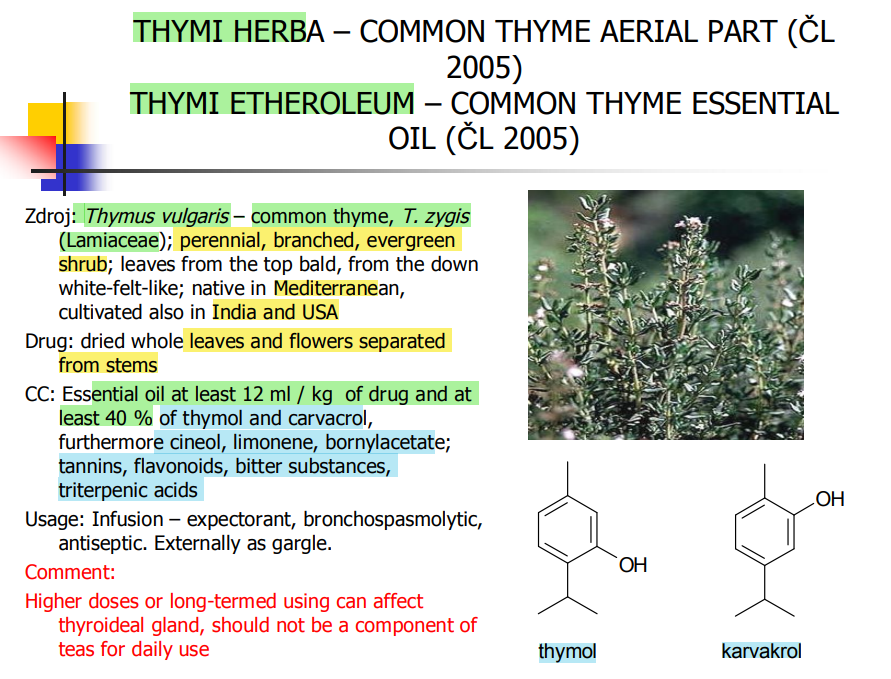 THYMI HERBA – COMMON THYME AERIAL PART (ČL
2005)
THYMI ETHEROLEUM – COMMON THYME ESSENTIAL
OIL (ČL 2005)
Zdroj: Thymus vulgaris – common thyme, T. zygis
(Lamiaceae); perennial, branched, evergreen
shrub; leaves from the top bald, from the down
white-felt-like; native in Mediterranean,
cultivated also in India and USA
Drug: dried whole leaves and flowers separated
from stems
CC: Essential oil at least 12 ml / kg of drug and at
least 40 % of thymol and carvacrol,
furthermore cineol, limonene, bornylacetate;
tannins, flavonoids, bitter substances,
triterpenic acids
Usage: Infusion – expectorant, bronchospasmolytic,
antiseptic. Externally as gargle.
Comment:
Higher doses or long-termed using can affect
thyroideal gland, should not be a component of
teas for daily use
OH
thymol
OH
karvakrol